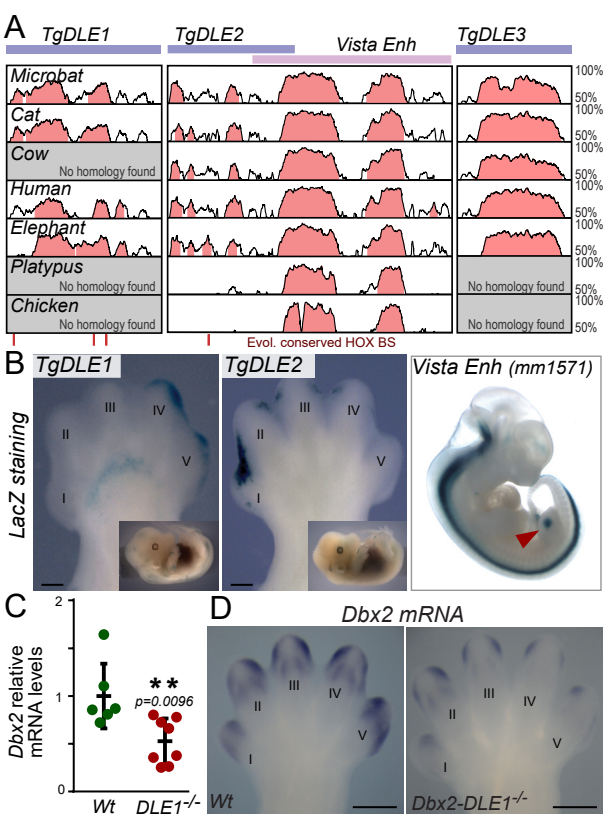 A
TgDLE1
TgDLE2
Vista Enh
TgDLE3
Microbat
100%
50%
Cat
100%
50%
Cow
No homology found
100%
50%
Human
100%
50%
Elephant
100%
50%
Platypus
No homology found
No homology found
100%
50%
Chicken
No homology found
No homology found
100%
50%
Evol. conserved HOX BS
B
LacZ staining
TgDLE1
I
II
III
IV
V
TgDLE2
I
II
III
IV
V
Vista Enh (mm1571)
C
Dbx2 relative
mRNA levels
2
1
0
**
p=0.0096
Wt
DLE1-/-
D
Dbx2 mRNA
I
II
III
IV
V
Wt
I
II
III
IV
V
Dbx2-DLE1-/-